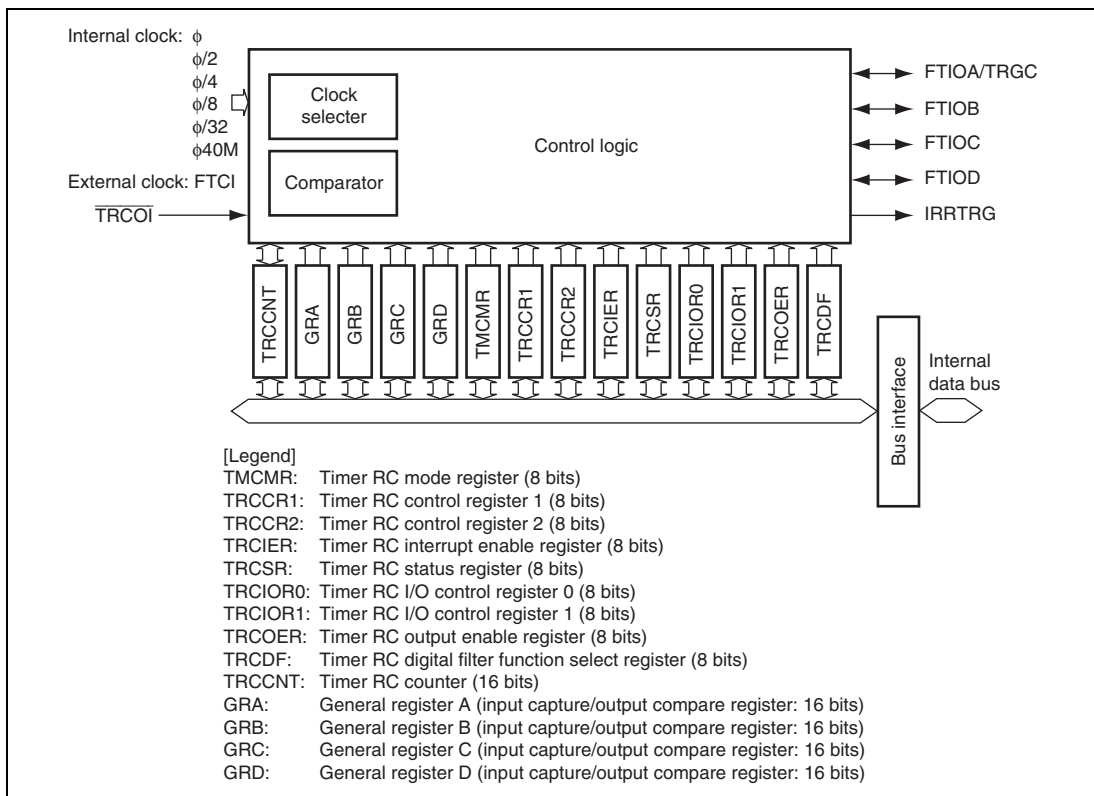 Internal clock: ϕ
ϕ/2
ϕ/4
ϕ/8
ϕ/32
ϕ40M
External clock: FTCI
TRCOI
Clock
selecter
Comparator
Control logic
FTIOA/TRGC
FTIOB
FTIOC
FTIOD
IRRTRG
TRCCNT
GRA
GRB
GRC
GRD
TMCMR
TRCCR1
TRCCR2
TRCIER
TRCSR
TRCIOR0
TRCIOR1
TRCOER
TRCDF
Bus interface
Internal
data bus
[Legend]
TMCMR: Timer RC mode register (8 bits)
TRCCR1: Timer RC control register 1 (8 bits)
TRCCR2: Timer RC control register 2 (8 bits)
TRCIER: Timer RC interrupt enable register (8 bits)
TRCSR: Timer RC status register (8 bits)
TRCIOR0: Timer RC I/O control register 0 (8 bits)
TRCIOR1: Timer RC I/O control register 1 (8 bits)
TRCOER: Timer RC output enable register (8 bits)
TRCDF: Timer RC digital filter function select register (8 bits)
TRCCNT: Timer RC counter (16 bits)
GRA: General register A (input capture/output compare register: 16 bits)
GRB: General register B (input capture/output compare register: 16 bits)
GRC: General register C (input capture/output compare register: 16 bits)
GRD: General register D (input capture/output compare register: 16 bits)